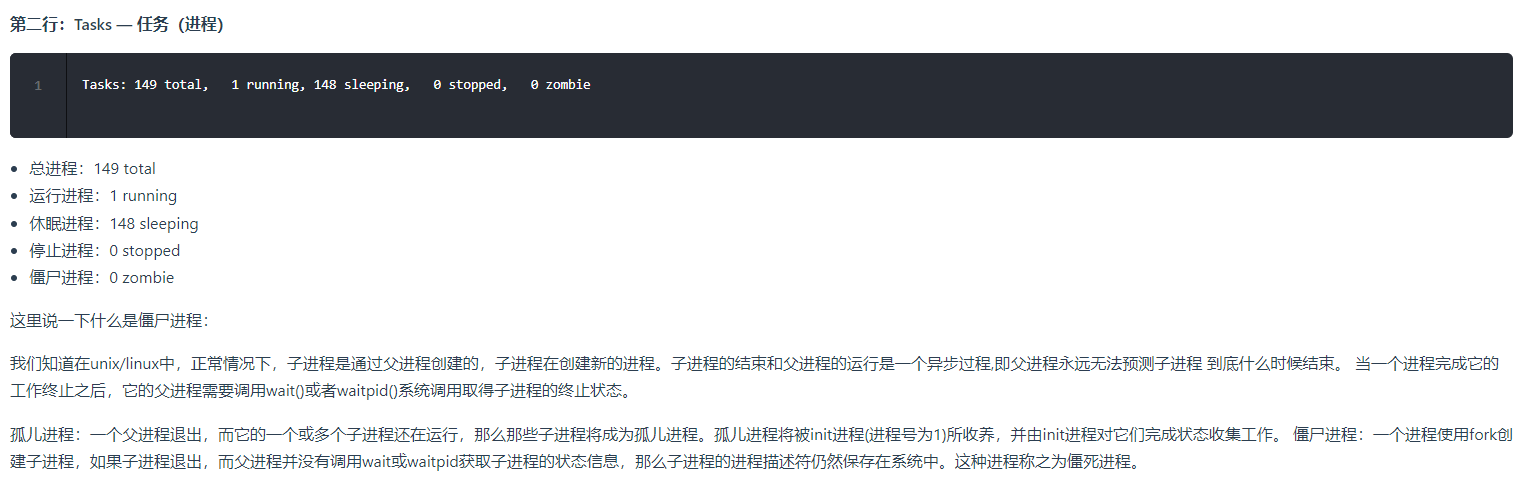 第二行：Tasks — 任务（进程）
1 Tasks: 149 total,   1 running, 148 sleeping,   0 stopped,   0 zombie
• 总进程：149 total
• 运行进程：1 running
• 休眠进程：148 sleeping
• 停止进程：0 stopped
• 僵尸进程：0 zombie
这里说一下什么是僵尸进程：
我们知道在unix/linux中，正常情况下，子进程是通过父进程创建的，子进程在创建新的进程。子进程的结束和父进程的运行是一个异步过程,即父进程永远无法预测子进程 到底什么时候结束。 当一个进程完成它的
工作终止之后，它的父进程需要调用wait()或者waitpid()系统调用取得子进程的终止状态。
孤儿进程：一个父进程退出，而它的一个或多个子进程还在运行，那么那些子进程将成为孤儿进程。孤儿进程将被init进程(进程号为1)所收养，并由init进程对它们完成状态收集工作。 僵尸进程：一个进程使用fork创
建子进程，如果子进程退出，而父进程并没有调用wait或waitpid获取子进程的状态信息，那么子进程的进程描述符仍然保存在系统中。这种进程称之为僵死进程。